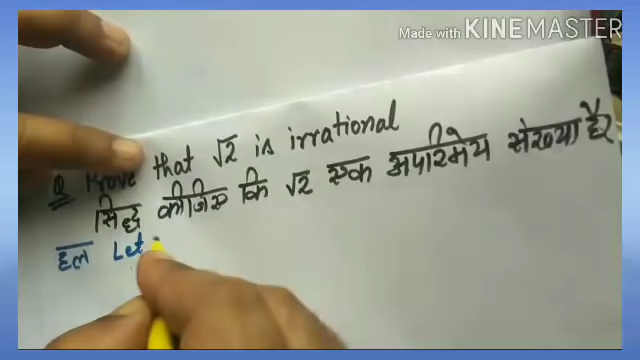 Made with KINEMASTER
Q Prove that √2 is irrational
सिद्ध कीजिए कि √2 एक अपरिमेय संख्या है।
हल Let